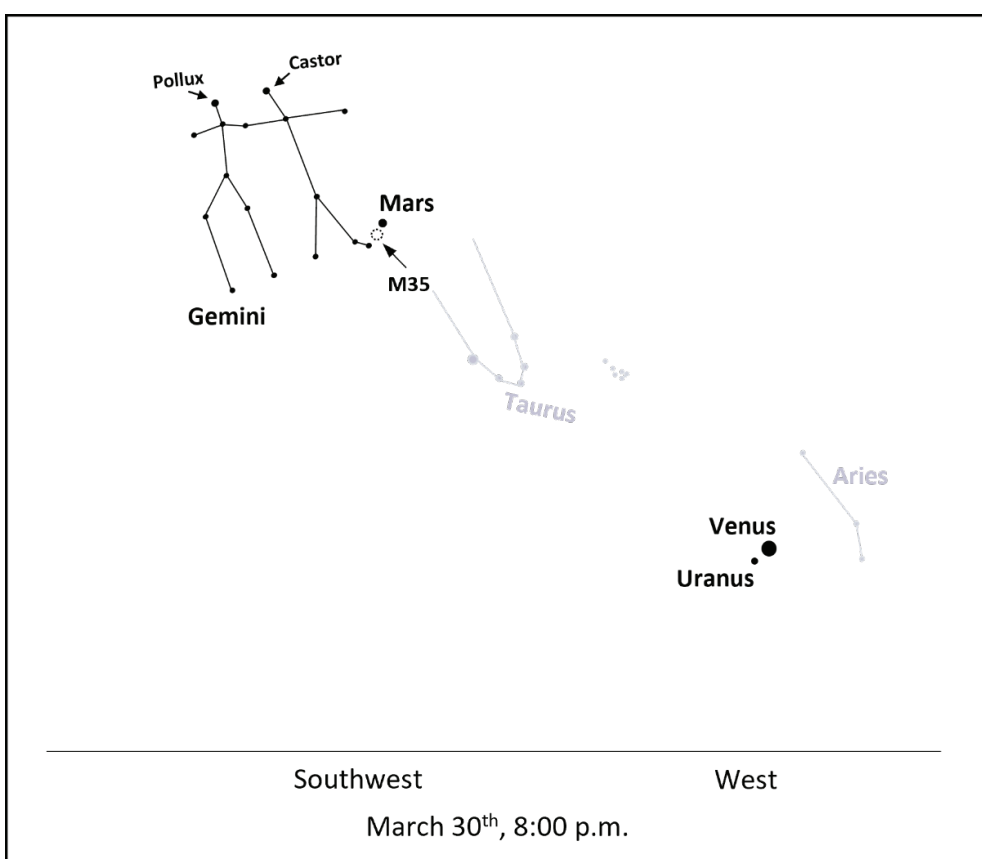 Castor
Pollux
Mars
M35
Gemini
Taurus
Aries
Venus
Uranus
Southwest West
March 30th, 8:00 p.m.